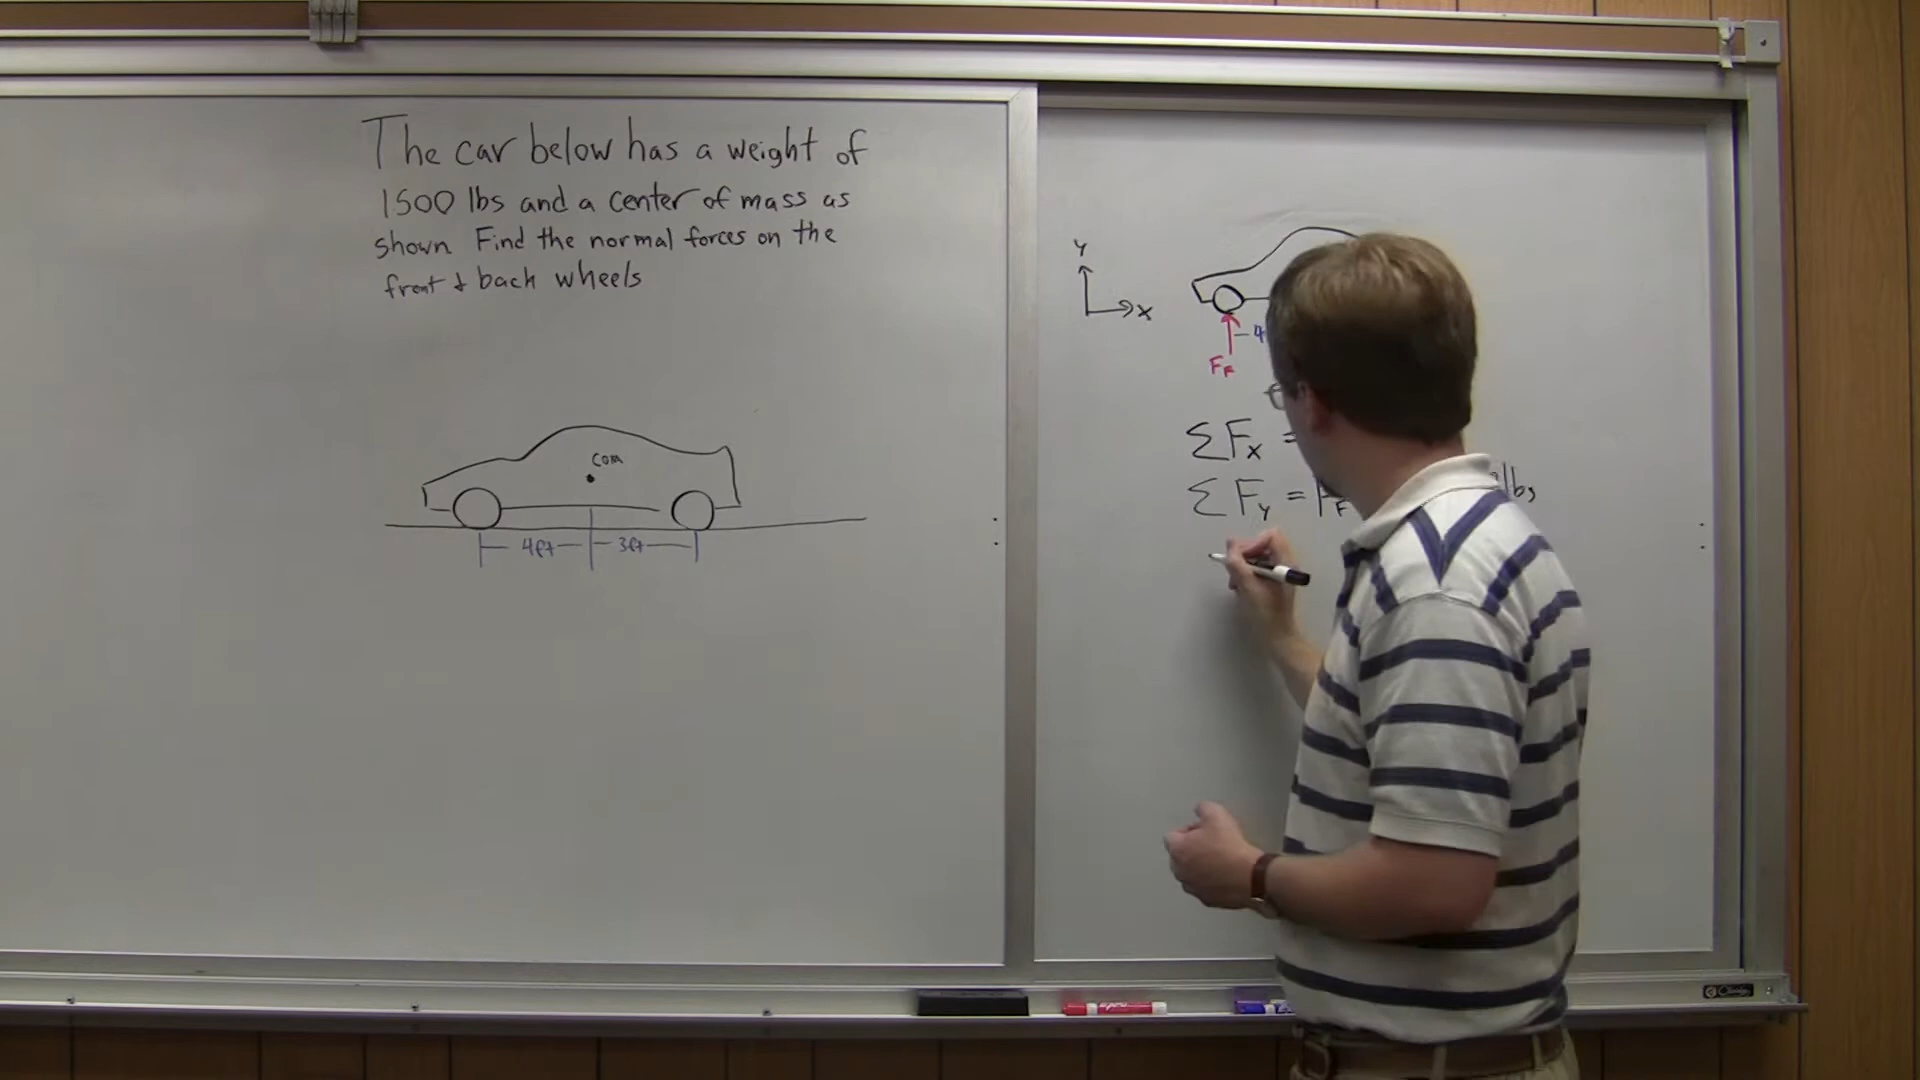 The car below has a weight of
1500 lbs and a center of mass as
shown. Find the normal forces on the
front & back wheels
com
4ft 3ft
Y
X
F_F
ΣF_x =
ΣF_y = F_F lbs